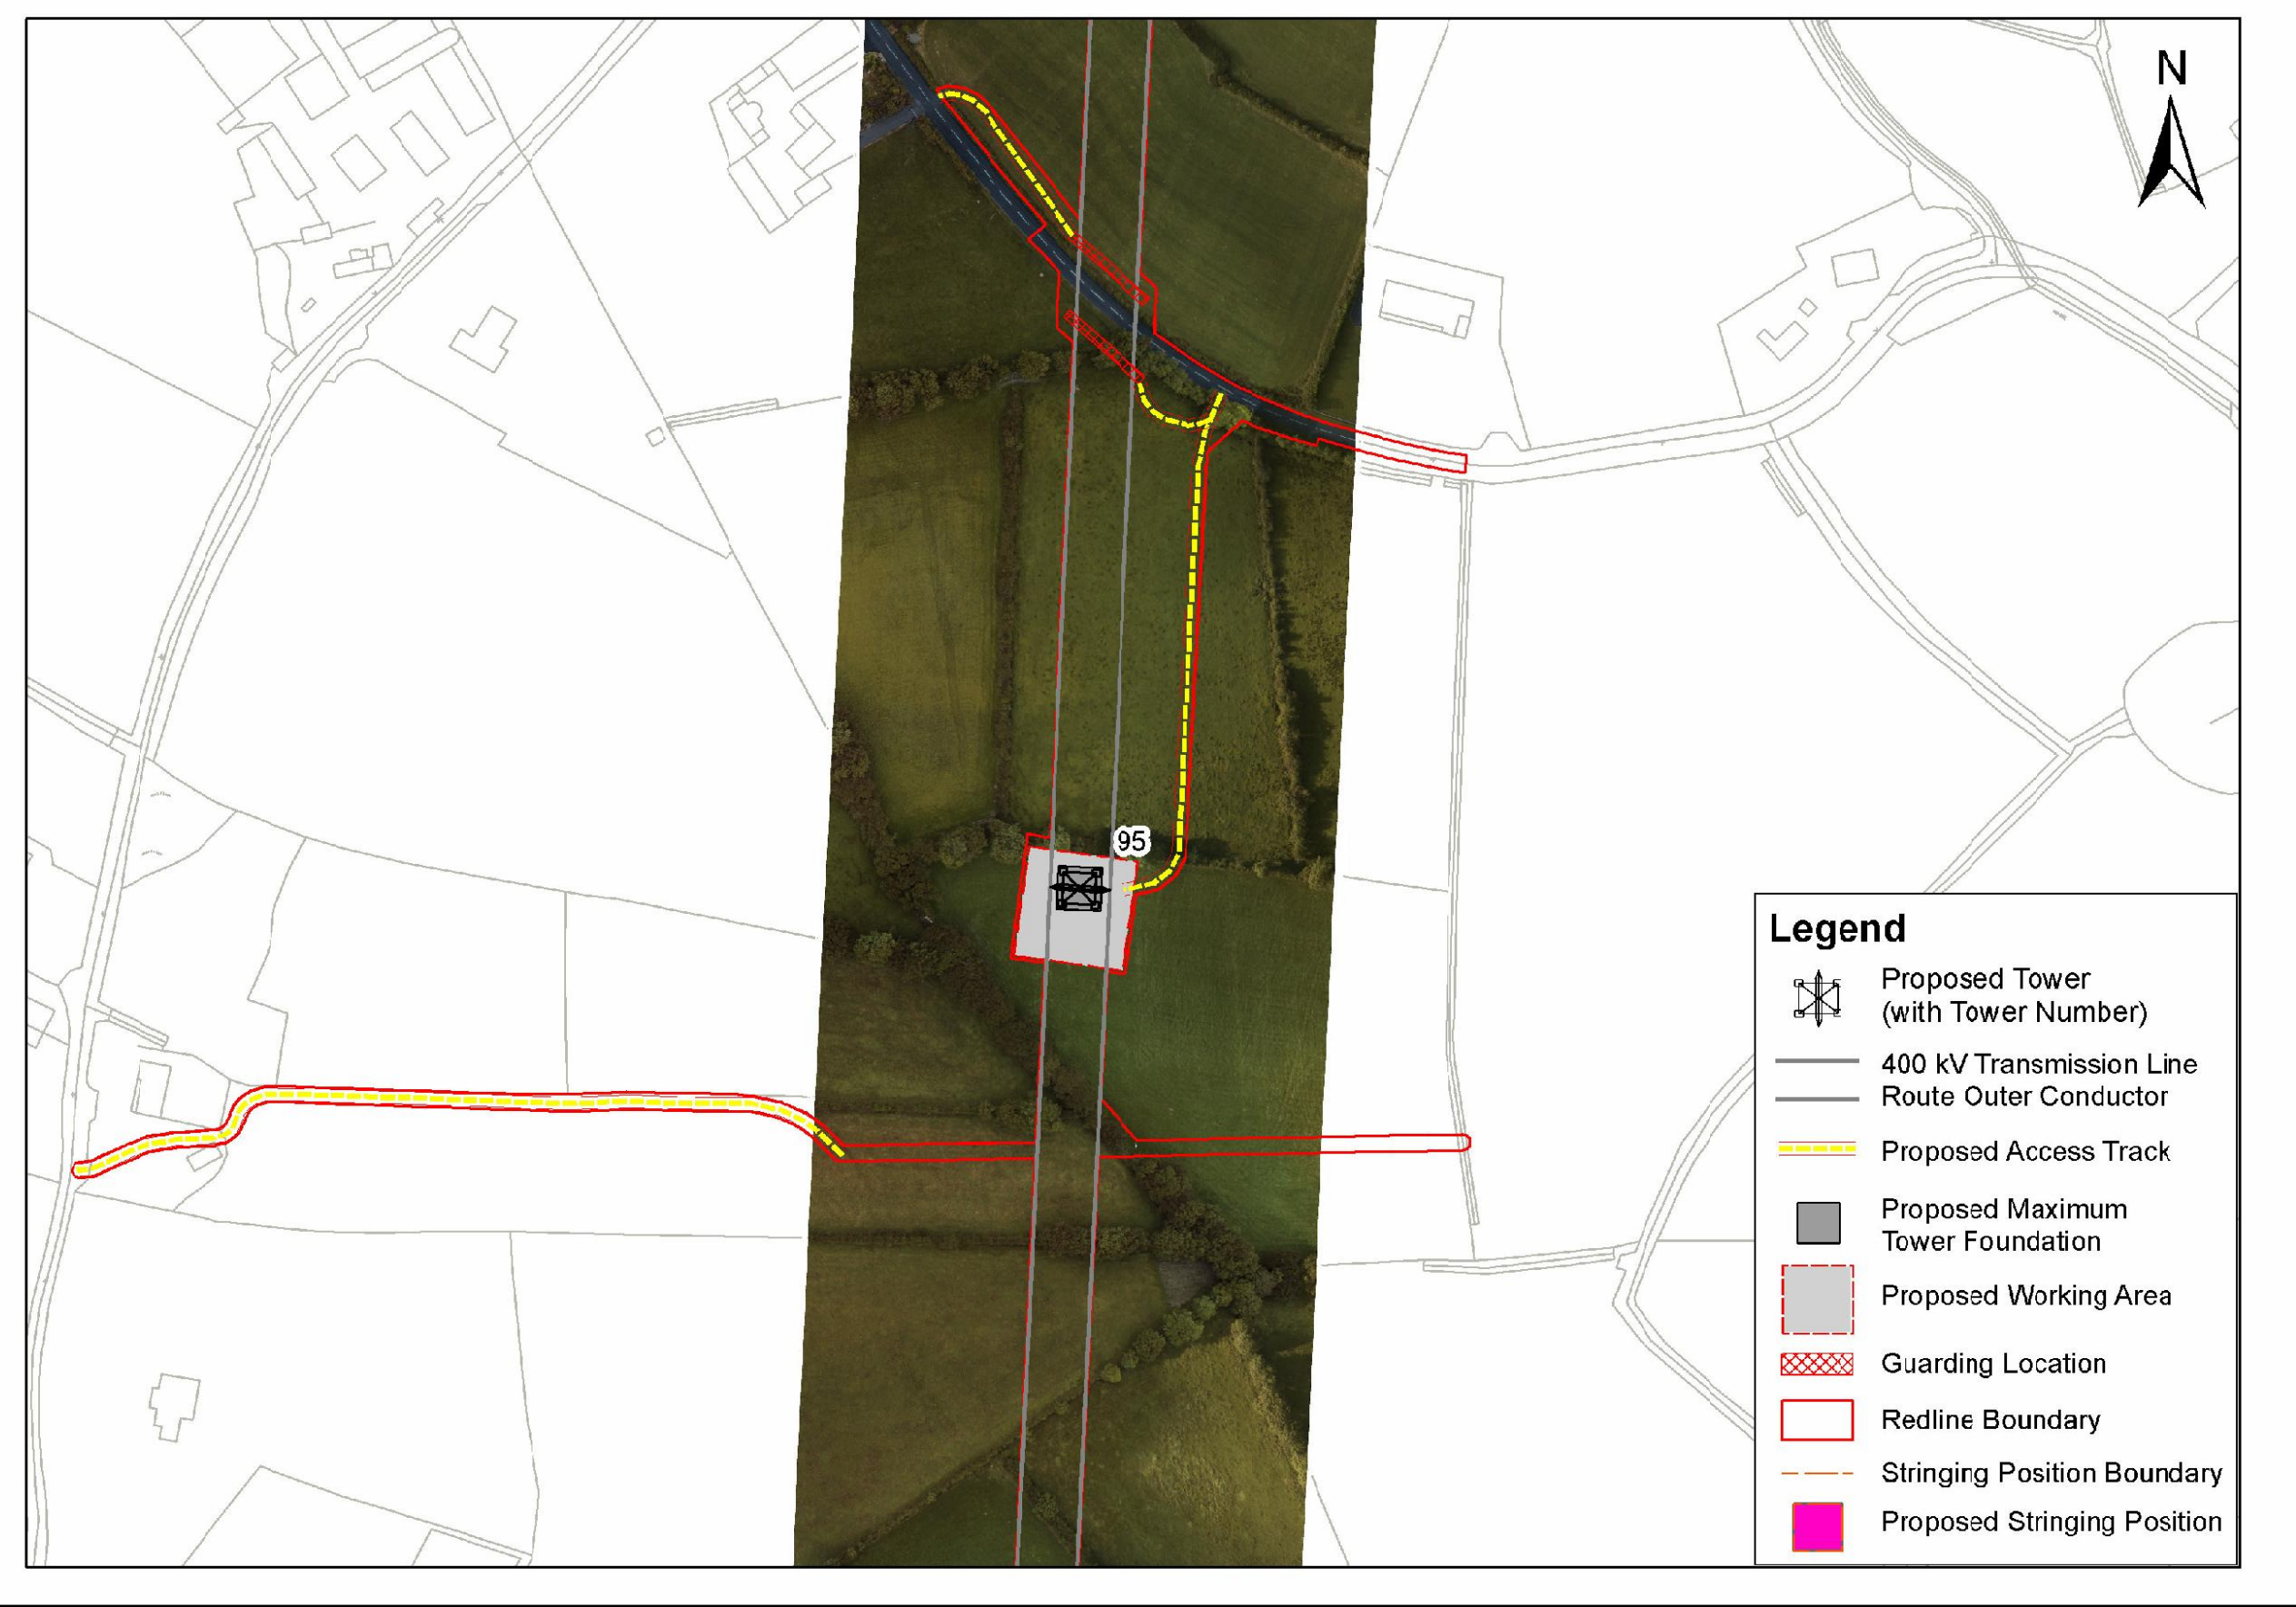 N
95
Legend
Proposed Tower
(with Tower Number)
400 kV Transmission Line
Route Outer Conductor
Proposed Access Track
Proposed Maximum
Tower Foundation
Proposed Working Area
Guarding Location
Redline Boundary
Stringing Position Boundary
Proposed Stringing Position